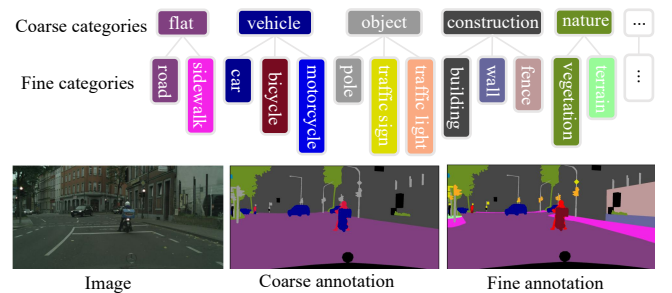 Coarse categories flat vehicle object construction nature ...
Fine categories road sidewalk car bicycle motorcycle pole traffic sign traffic light building wall fence vegetation terrain ...
Image Coarse annotation Fine annotation